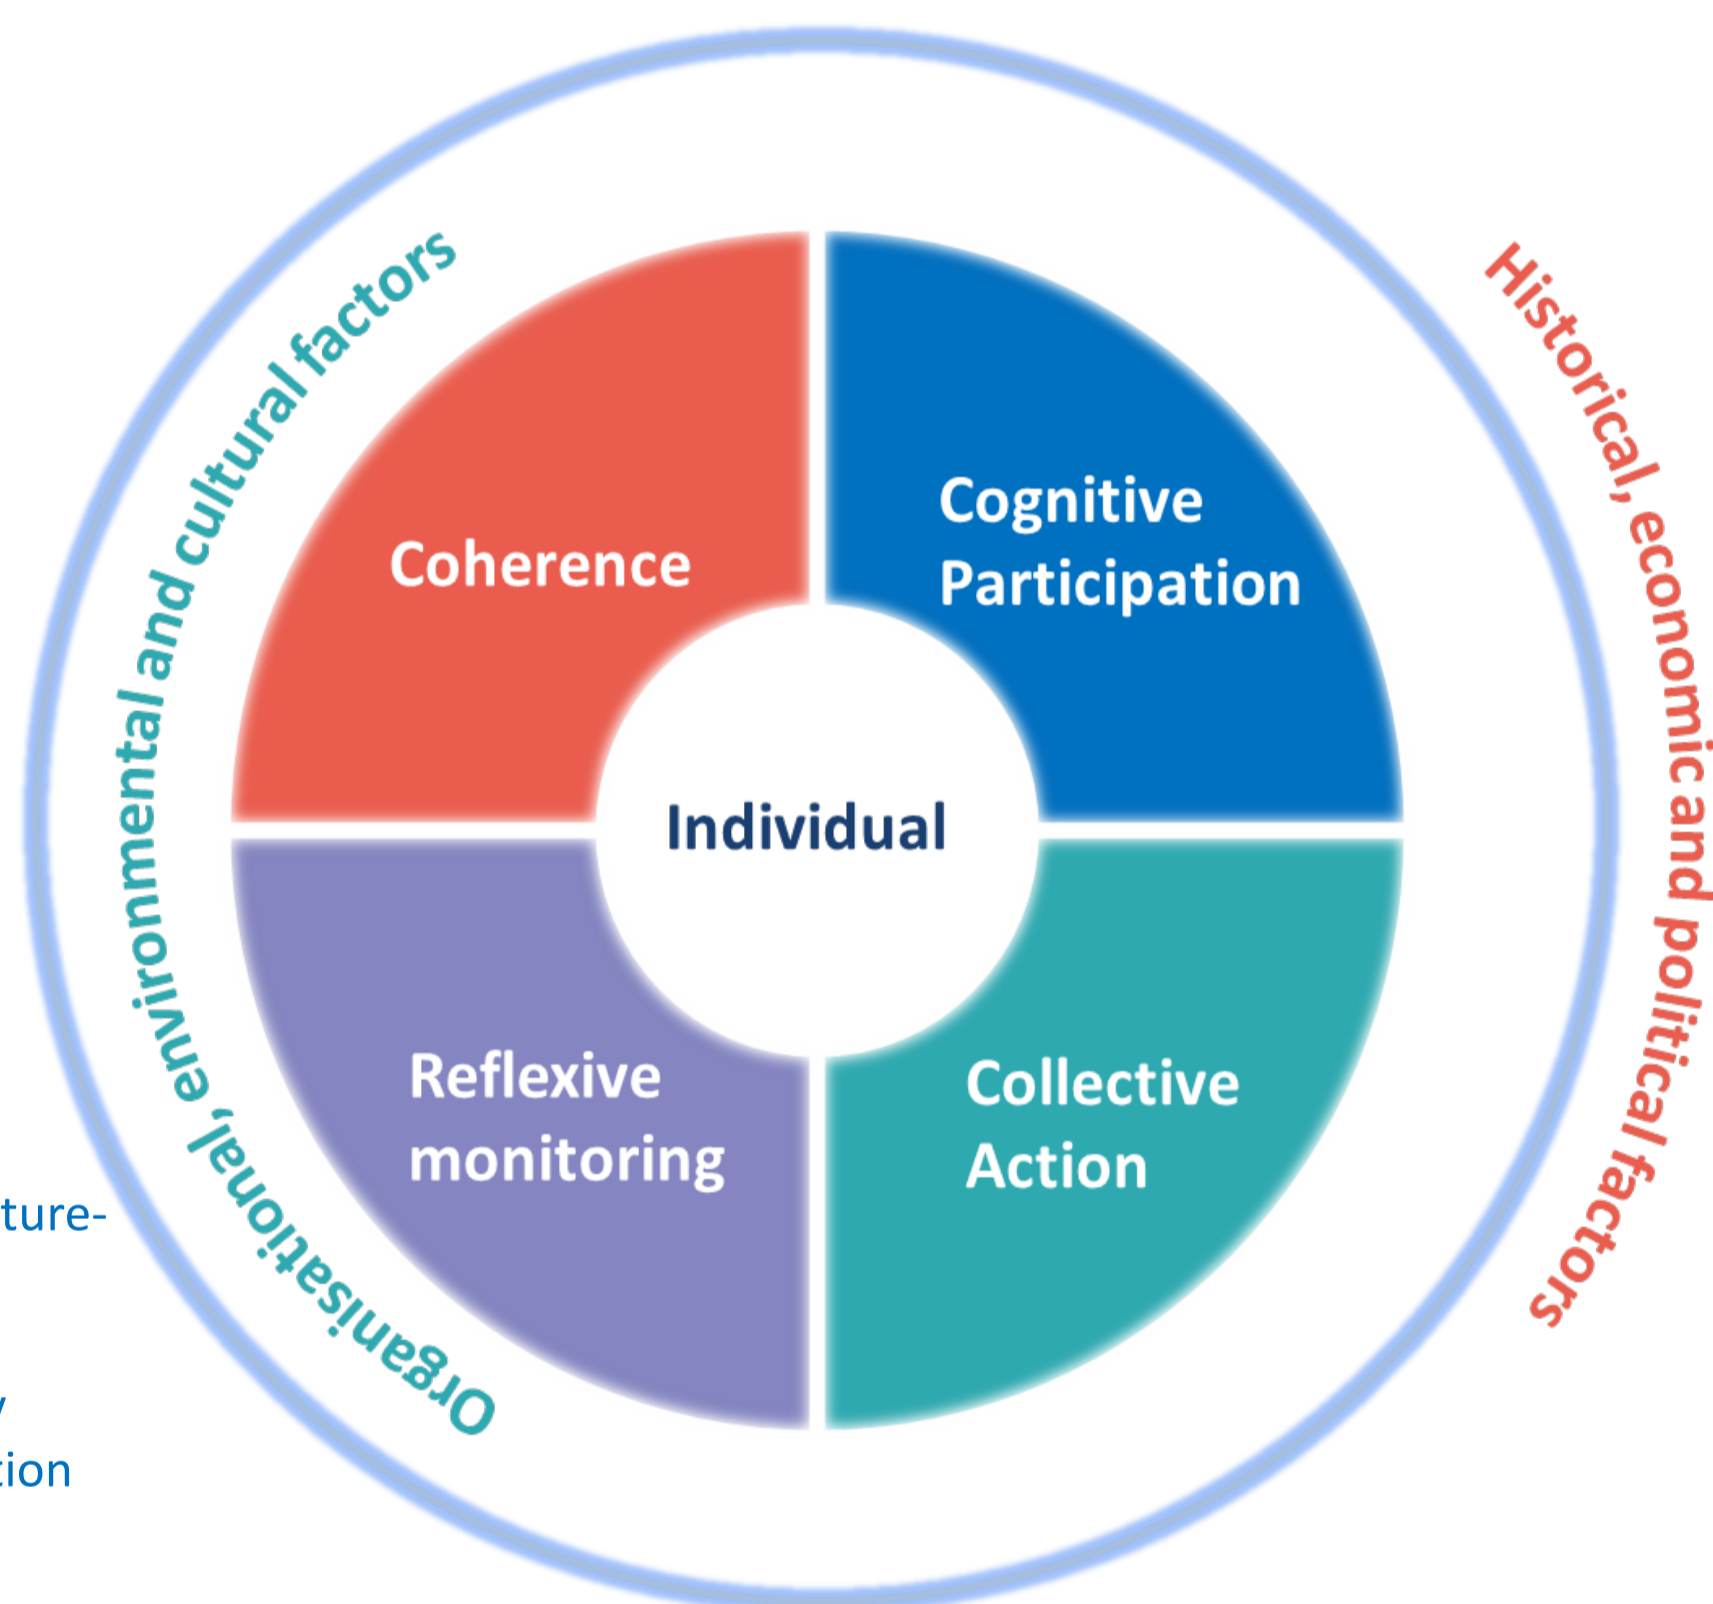 Organisational, environmental and cultural factors
Historical, economic and political factors
Coherence
Cognitive
Participation
Individual
Reflexive
monitoring
Collective
Action
ture-
tion